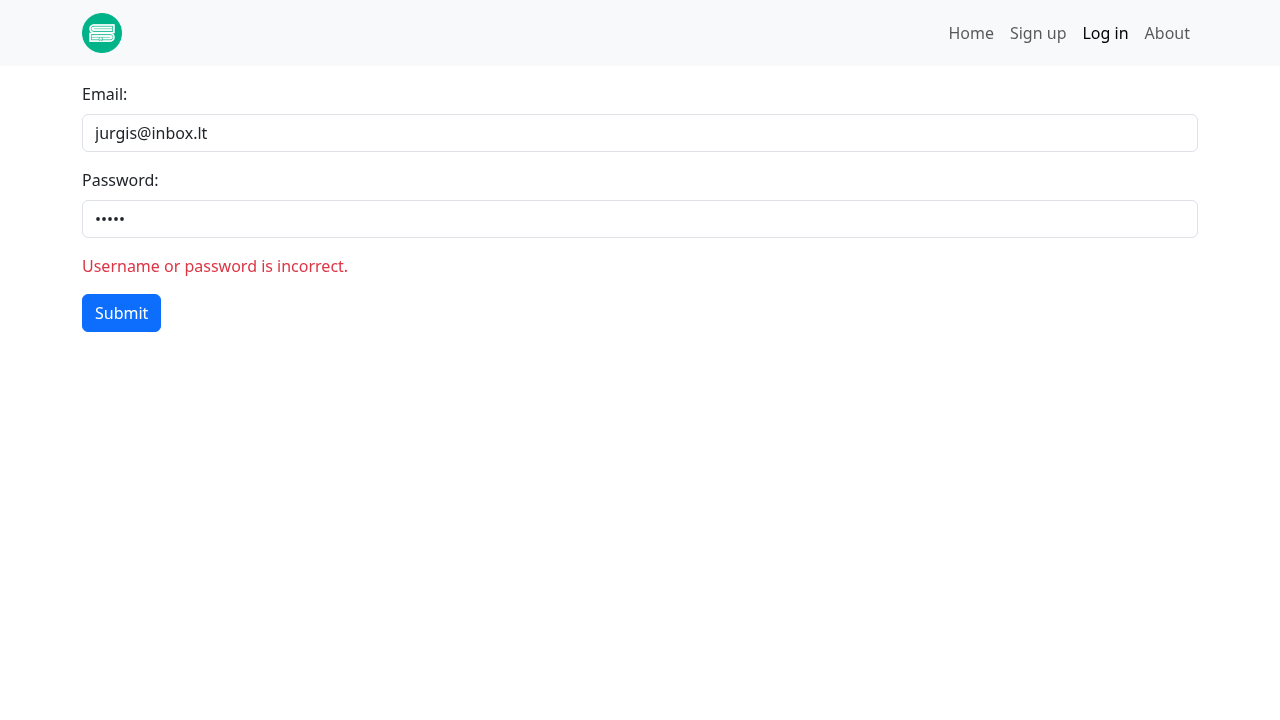 Home Sign up Log in About
Email:
jurgis@inbox.lt
Password:
•••••
Username or password is incorrect.
Submit